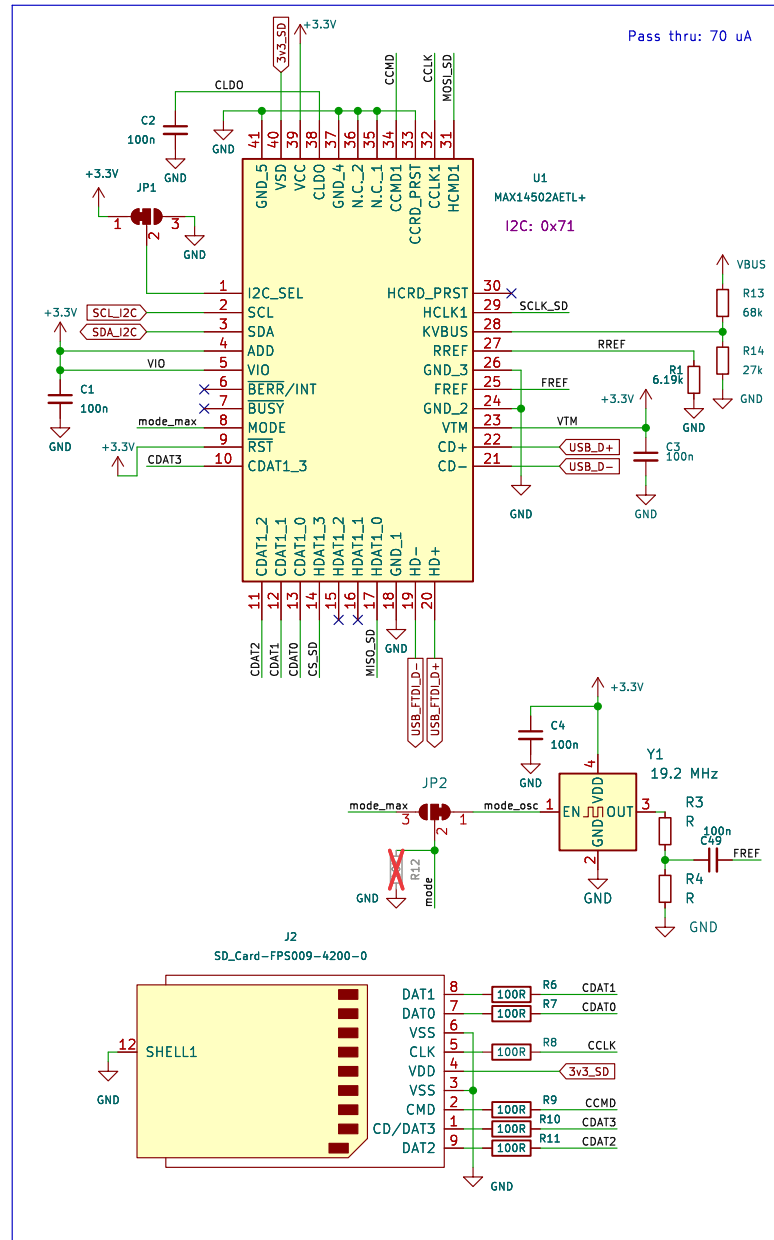 Pass thru: 70 uA
3v3_SD
+3.3V
CLDO
CCMD
CCLK
MOSI_SD
C2
100n
GND
GND
41
40
39
38
37
36
35
34
33
32
31
GND_5
VSD
VCC
CLDO
GND_4
N.C._2
N.C._1
CCMD1
CCRD_PRST
CCLK1
HCMD1
U1
MAX14502AETL+
I2C: 0x71
+3.3V
JP1
1
2
3
GND
1 I2C_SEL
SCL_I2C 2 SCL
SDA_I2C 3 SDA
+3.3V
4 ADD
VIO 5 VIO
6 BERR/INT
7 BUSY
mode_max 8 MODE
+3.3V 9 RST
CDAT3 10 CDAT1_3
C1
100n
GND
HCRD_PRST 30
HCLK1 29 SCLK_SD
KVBUS 28
RREF 27 RREF
GND_3 26
FREF 25 FREF
GND_2 24
VTM 23 VTM
CD+ 22 USB_D+
CD- 21 USB_D-
VBUS
R13
68k
R14
27k
GND
R1
6.19k
GND
+3.3V
C3
100n
GND
GND
CDAT1_2
CDAT1_1
CDAT1_0
HDAT1_3
HDAT1_2
HDAT1_1
HDAT1_0
GND_1
HD-
HD+
11
12
13
14
15
16
17
18
19
20
CDAT2
CDAT1
CDAT0
CS_SD
MISO_SD
GND
USB_FTDI_D-
USB_FTDI_D+
+3.3V
C4
100n
GND
Y1
19.2 MHz
4
VDD
1 EN
OUT 3
GND
2
GND
mode_max
JP2
3
2
1
mode_osc
R12
GND
mode
R3
R
100n
C49
FREF
R4
R
GND
J2
SD_Card-FPS009-4200-0
12 SHELL1
GND
DAT1 8 100R R6 CDAT1
DAT0 7 100R R7 CDAT0
VSS 6
CLK 5 100R R8 CCLK
VDD 4 3v3_SD
VSS 3
CMD 2 100R R9 CCMD
CD/DAT3 1 100R R10 CDAT3
DAT2 9 100R R11 CDAT2
GND